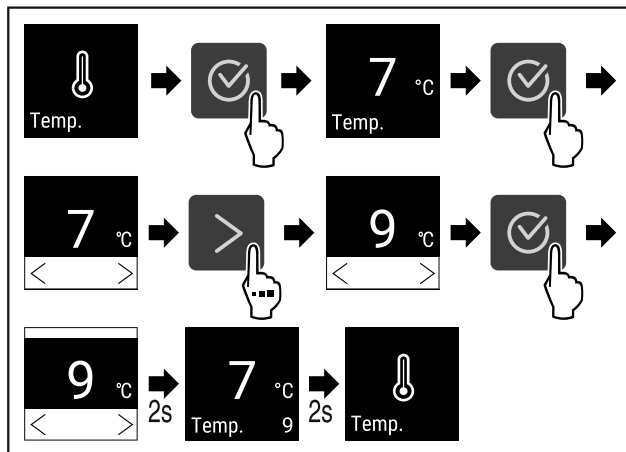 Temp.
7 °C
Temp.
7 °C
< >
>
9 °C
< >
9 °C
< >
2s
7 °C
Temp. 9
2s
Temp.